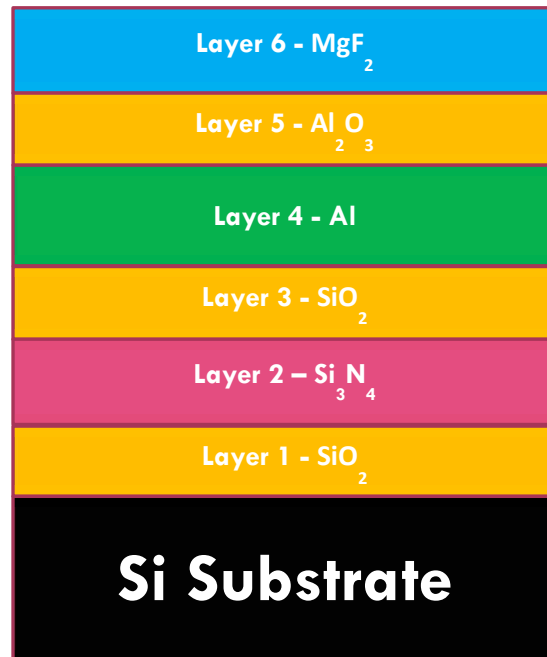 Layer 6 - MgF₂
Layer 5 - Al₂O₃
Layer 4 - Al
Layer 3 - SiO₂
Layer 2 – Si₃N₄
Layer 1 - SiO₂
Si Substrate